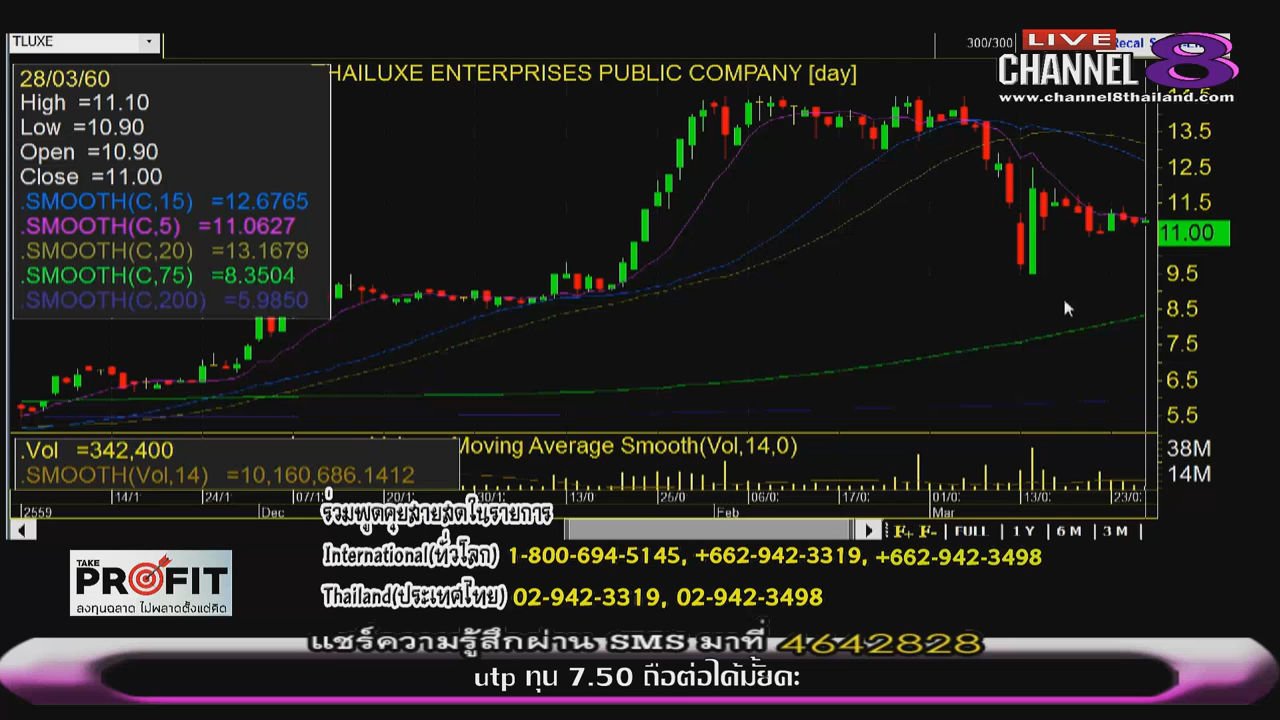 TLUXE
300/300
LIVE
Recal
CHANNEL 8
www.channel8thailand.com
THAILUXE ENTERPRISES PUBLIC COMPANY [day]
28/03/60
High =11.10
Low =10.90
Open =10.90
Close =11.00
.SMOOTH(C,15) =12.6765
.SMOOTH(C,5) =11.0627
.SMOOTH(C,20) =13.1679
.SMOOTH(C,75) =8.3504
.SMOOTH(C,200) =5.9850
14.5
13.5
12.5
11.5
11.00
9.5
8.5
7.5
6.5
5.5
Moving Average Smooth(Vol,14,0)
.Vol =342,400
.SMOOTH(Vol,14) =10,160,686.1412
38M
14M
14/1 24/1 07/1 20/1 30/1 13/0 25/0 06/0 17/0 01/0 13/0 23/0
2559 Dec Feb Mar
F+ F- FULL 1 Y 6 M 3 M
ร่วมพูดคุยสายสดในรายการ
International(ทั่วโลก) 1-800-694-5145, +662-942-3319, +662-942-3498
Thailand(ประเทศไทย) 02-942-3319, 02-942-3498
TAKE
PROFIT
ลงทุนฉลาด ไม่พลาดตั้งแต่คิด
แชร์ความรู้สึกผ่าน SMS มาที่ 4642828
utp ทุน 7.50 ถือต่อได้มั้ยคะ